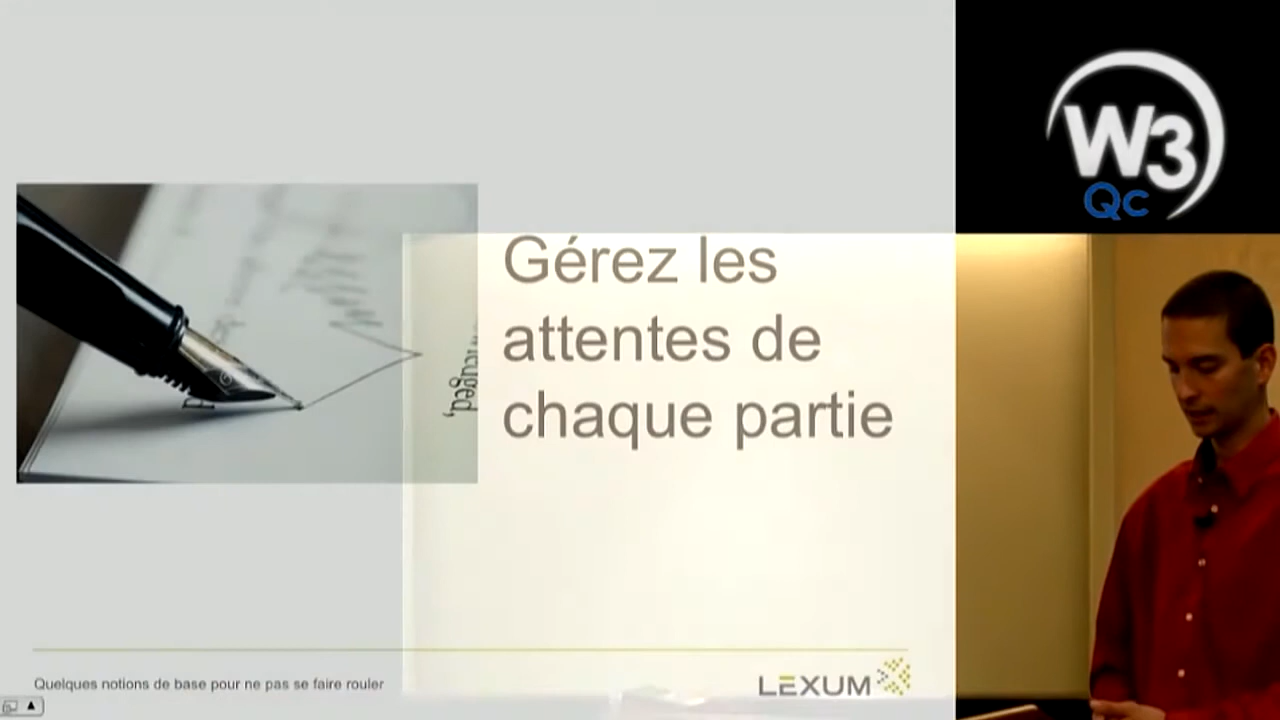 W3
Qc
Gérez les
attentes de
chaque partie
Quelques notions de base pour ne pas se faire rouler
LEXUM